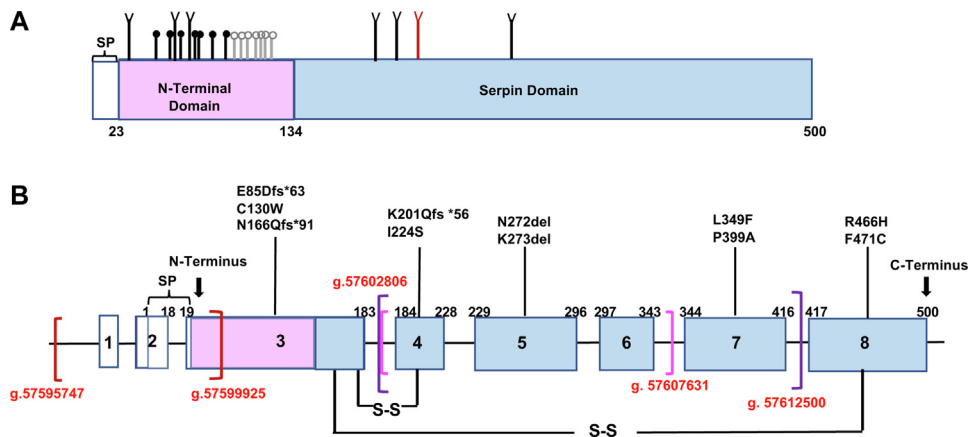 A
SP
N-Terminal
Domain
Serpin Domain
23
134
500
B
E85Dfs*63
C130W
N166Qfs*91
K201Qfs *56
I224S
N272del
K273del
L349F
P399A
R466H
F471C
N-Terminus
C-Terminus
SP
g.57602806
1 18 19 183 184 228 229 296 297 343 344 416 417 500
1 2 3 4 5 6 7 8
g.57595747
g.57599925
g. 57607631
g. 57612500
S-S
S-S